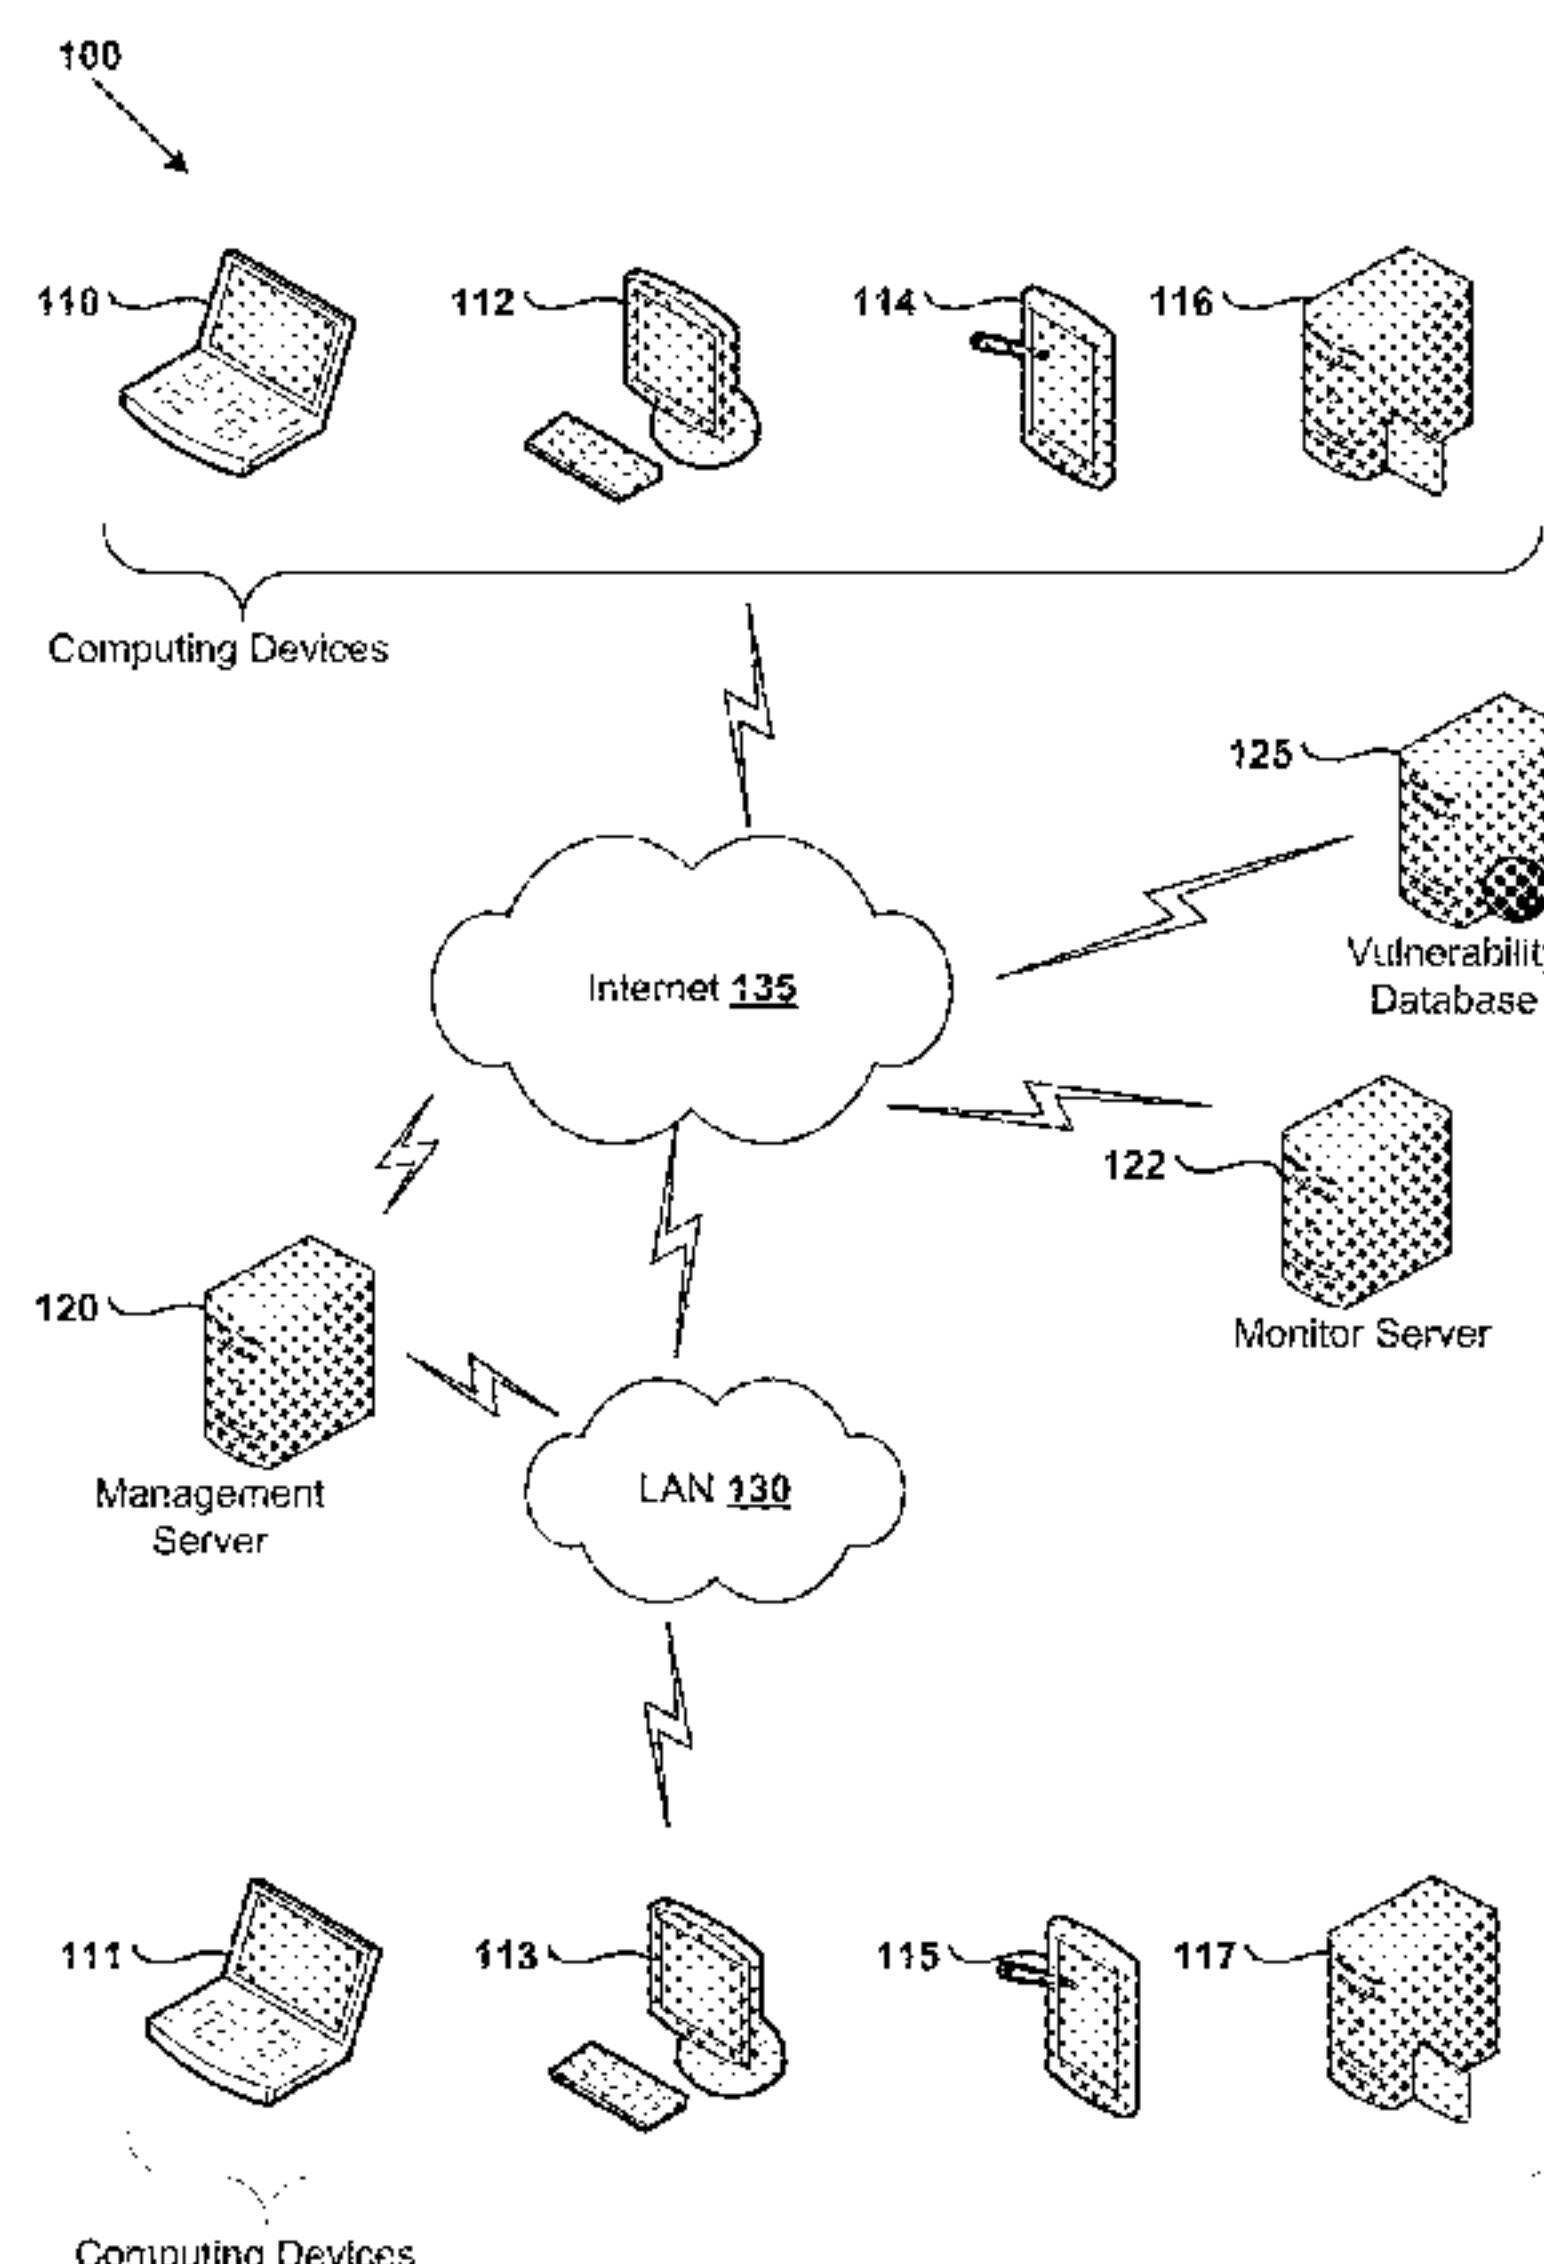 100
110
112
114
116
Computing Devices
125
Vulnerability
Database
Internet 135
122
Monitor Server
120
Management
Server
LAN 130
111
113
115
117
Computing Devices